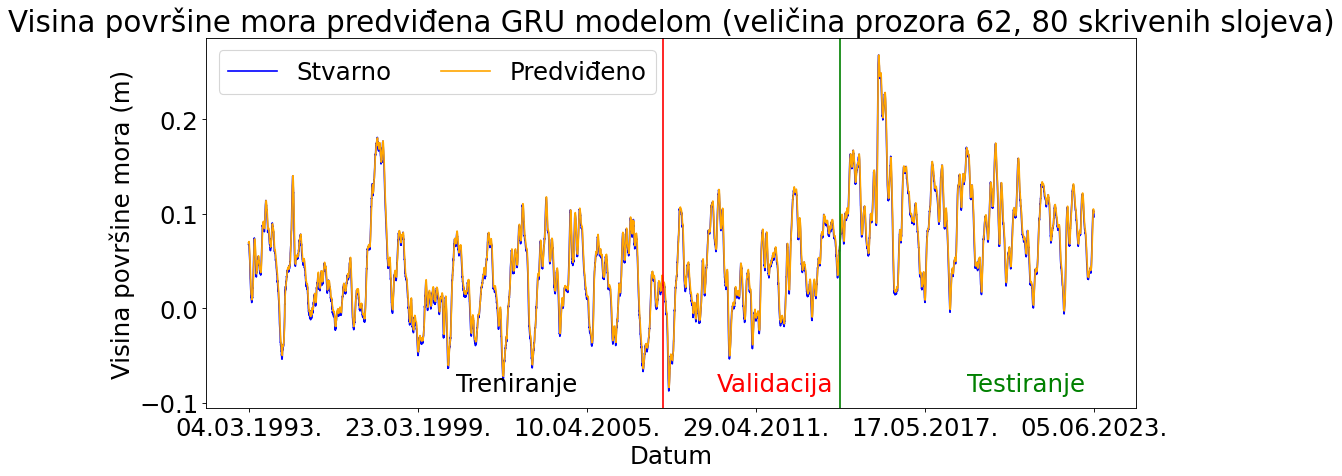 Visina površine mora predviđena GRU modelom (veličina prozora 62, 80 skrivenih slojeva)
Stvarno Predviđeno
Visina površine mora (m)
0.2
0.1
0.0
−0.1
Treniranje Validacija Testiranje
04.03.1993. 23.03.1999. 10.04.2005. 29.04.2011. 17.05.2017. 05.06.2023.
Datum